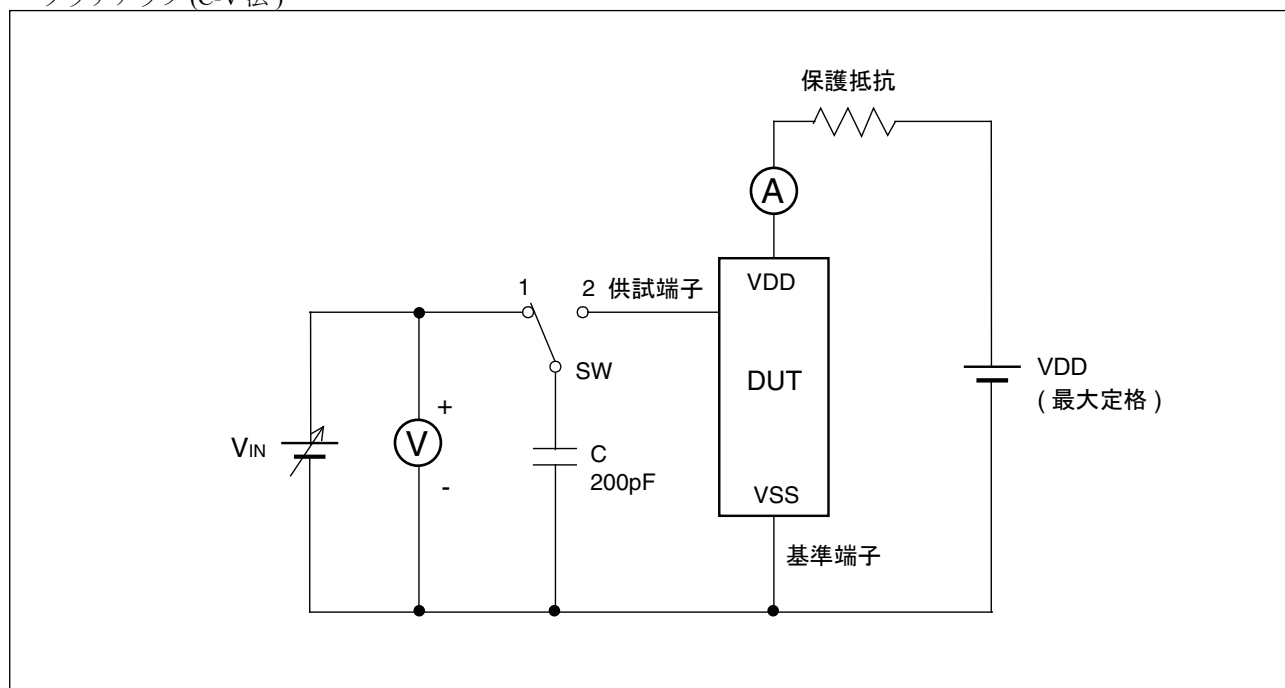 (C-V 法 )
保護抵抗
A
VDD
1
2 供試端子
SW
DUT
VDD
( 最大定格 )
+
VIN
V
-
C
200pF
VSS
基準端子